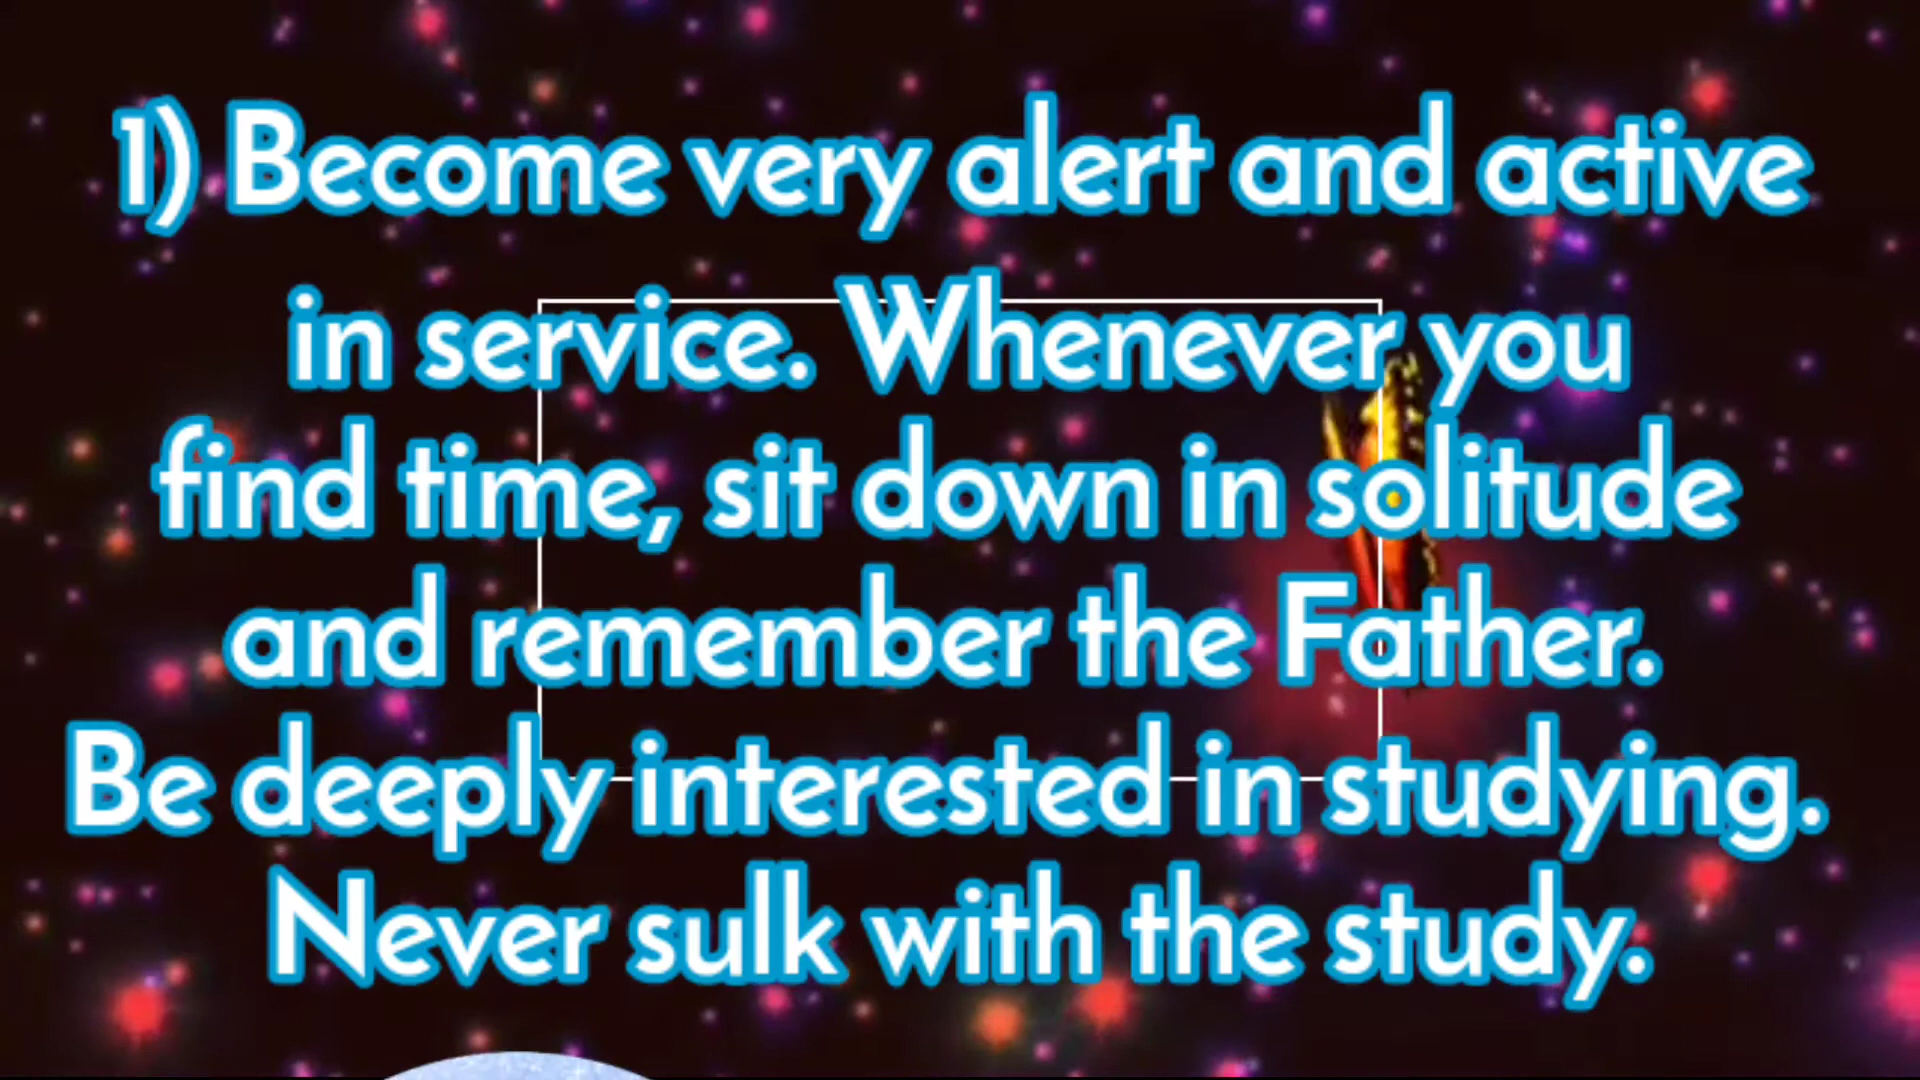 1) Become very alert and active
in service. Whenever you
find time, sit down in solitude
and remember the Father.
Be deeply interested in studying.
Never sulk with the study.